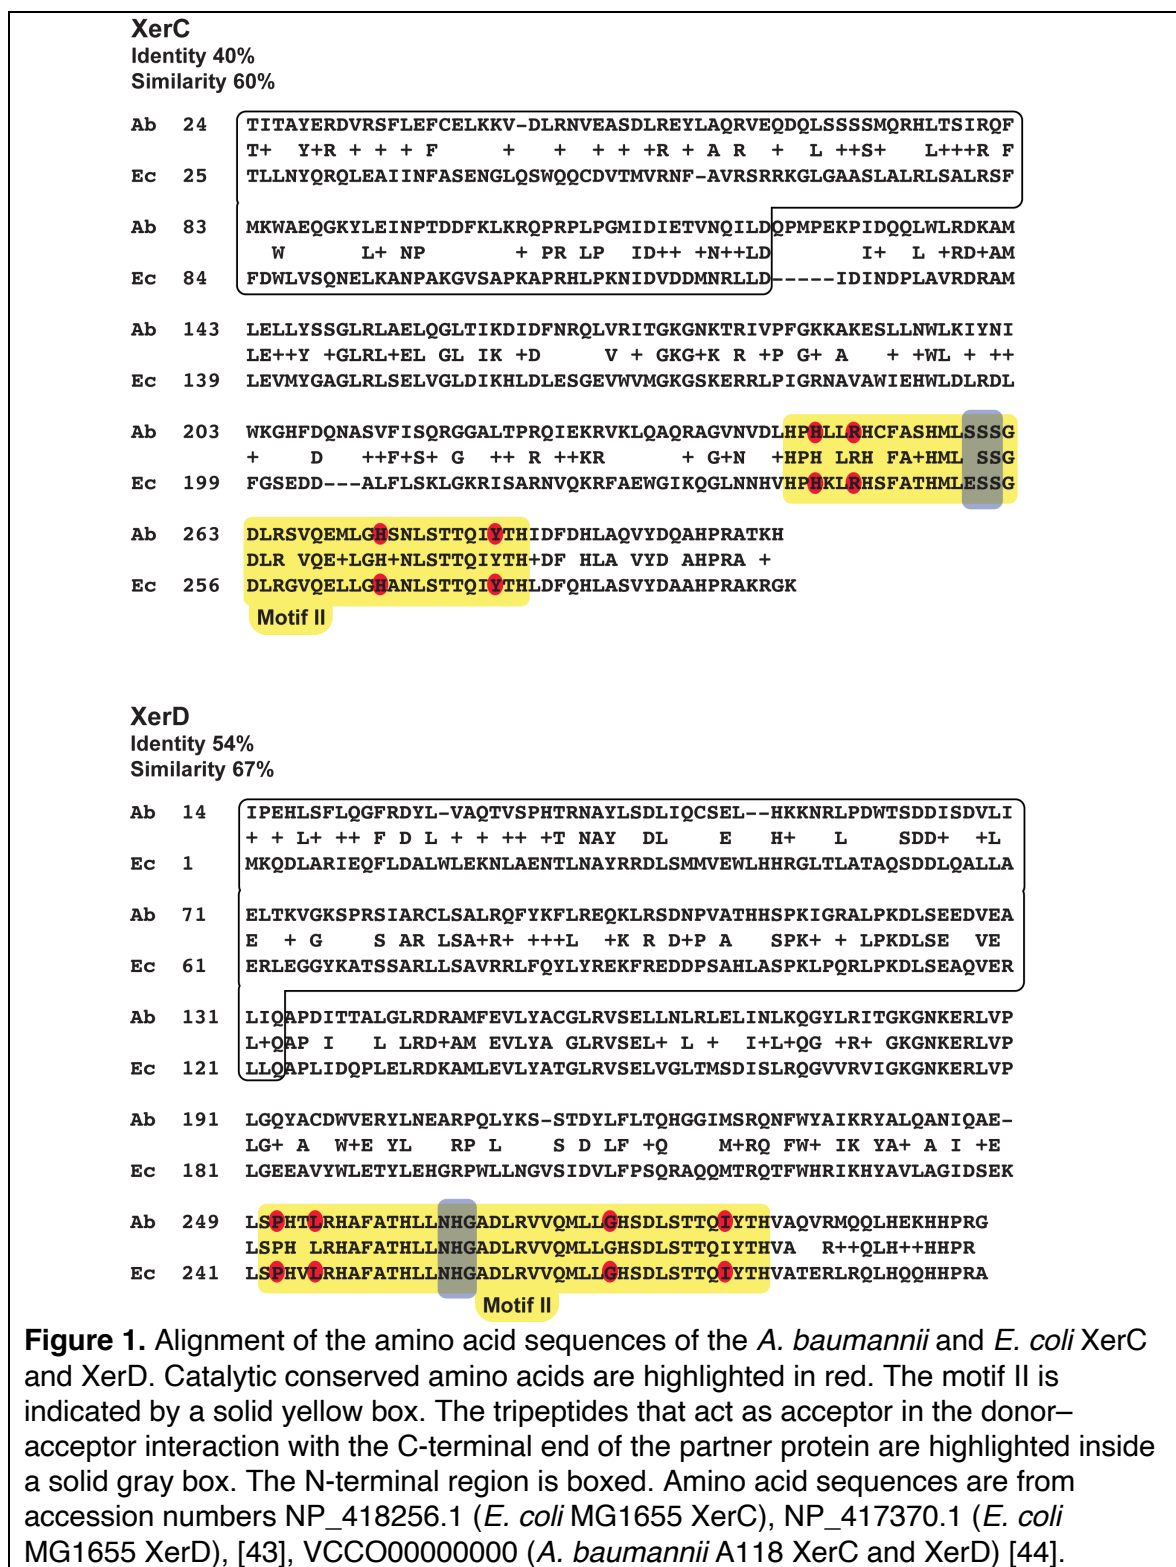 XerC
Identity 40%
Similarity 60%
Ab 24 TITAYERDVRSFLEFCELKKV-DLRNVEASDLREYLAQRVEQDQLSSSSMQRHLTSIRQF
T+ Y+R + + + F + + + + +R + A R + L ++S+ L+++R F
Ec 25 TLLNYQRQLEAIINFASENGLQSWQQCDVTMVRNF-AVRSRRKGLGAASLALRLSALRSF
Ab 83 MKWAEQGKYLEINPTDDFKLKRQPRPLPGMIDIETVNQILDQPMPEKPIDQQLWLRDKAM
W L+ NP + PR LP ID++ +N++LD I+ L +RD+AM
Ec 84 FDWLVSQNELKANPAKGVSAPKAPRHLPKNIDVDDMNRLLD-----IDINDPLAVRDRAM
Ab 143 LELLYSSGLRLAELQGLTIKDIDFNRQLVRITGKGNKTRIVPFGKKAKESLLNWLKIYNI
LE++Y +GLRL+EL GL IK +D V + GKG+K R +P G+ A + +WL + ++
Ec 139 LEVMYGAGLRLSELVGLDIKHLDLESGEVWVMGKGSKERRLPIGRNAVAWIEHWLDLRDL
Ab 203 WKGHFDQNASVFISQRGGALTPRQIEKRVKLQAQRAGVNVDLHPHLLRHCFASHMLSSSG
+ D ++F+S+ G ++ R ++KR + G+N +HPH LRH FA+HML SSG
Ec 199 FGSEDD---ALFLSKLGKRISARNVQKRFAEWGIKQGLNNHVHPHKLRHSFATHMLESSG
Ab 263 DLRSVQEMLGHSNLSTTQIYTHIDFDHLAQVYDQAHPRATKH
DLR VQE+LGH+NLSTTQIYTH+DF HLA VYD AHPRA +
Ec 256 DLRGVQELLGHANLSTTQIYTHLDFQHLASVYDAAHPRAKRGK
Motif II
XerD
Identity 54%
Similarity 67%
Ab 14 IPEHLSFLQGFRDYL-VAQTVSPHTRNAYLSDLIQCSEL--HKKNRLPDWTSDDISDVLI
+ + L+ ++ F D L + + ++ +T NAY DL E H+ L SDD+ +L
Ec 1 MKQDLARIEQFLDALWLEKNLAENTLNAYRRDLSMMVEWLHHRGLTLATAQSDDLQALLA
Ab 71 ELTKVGKSPRSIARCLSALRQFYKFLREQKLRSDNPVATHHSPKIGRALPKDLSEEDVEA
E + G S AR LSA+R+ +++L +K R D+P A SPK+ + LPKDLSE VE
Ec 61 ERLEGGYKATSSARLLSAVRRLFQYLYREKFREDDPSAHLASPKLPQRLPKDLSEAQVER
Ab 131 LIQAPDITTALGLRDRAMFEVLYACGLRVSELLNLRLELINLKQGYLRITGKGNKERLVP
L+QAP I L LRD+AM EVLYA GLRVSEL+ L + I+L+QG +R+ GKGNKERLVP
Ec 121 LLQAPLIDQPLELRDKAMLEVLYATGLRVSELVGLTMSDISLRQGVVRVIGKGNKERLVP
Ab 191 LGQYACDWVERYLNEARPQLYKS-STDYLFLTQHGGIMSRQNFWYAIKRYALQANIQAE-
LG+ A W+E YL RP L S D LF +Q M+RQ FW+ IK YA+ A I +E
Ec 181 LGEEAVYWLETYLEHGRPWLLNGVSIDVLFPSQRAQQMTRQTFWHRIKHYAVLAGIDSEK
Ab 249 LSPHTLRHAFATHLLNHGADLRVVQMLLGHSDLSTTQIYTHVAQVRMQQLHEKHHPRG
LSPH LRHAFATHLLNHGADLRVVQMLLGHSDLSTTQIYTHVA R++QLH++HHPR
Ec 241 LSPHVLRHAFATHLLNHGADLRVVQMLLGHSDLSTTQIYTHVATERLRQLHQQHHPRA
Motif II
Figure 1. Alignment of the amino acid sequences of the A. baumannii and E. coli XerC
and XerD. Catalytic conserved amino acids are highlighted in red. The motif II is
indicated by a solid yellow box. The tripeptides that act as acceptor in the donor–
acceptor interaction with the C-terminal end of the partner protein are highlighted inside
a solid gray box. The N-terminal region is boxed. Amino acid sequences are from
accession numbers NP_418256.1 (E. coli MG1655 XerC), NP_417370.1 (E. coli
MG1655 XerD), [43], VCCO00000000 (A. baumannii A118 XerC and XerD) [44].